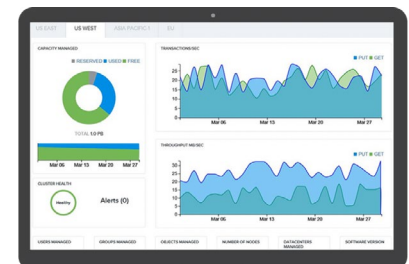 US EAST US WEST ASIA PACIFIC 1 EU
CAPACITY MANAGED
RESERVED USED FREE
TOTAL 1.0 PB
Mar 06 Mar 13 Mar 20 Mar 27
CLUSTER HEALTH
Healthy
Alerts (0)
TRANSACTIONS/SEC
PUT GET
25
20
15
10
5
0
Mar 06 Mar 13 Mar 20 Mar 27
THROUGHPUT MB/SEC
PUT GET
30
25
20
15
10
5
0
Mar 06 Mar 13 Mar 20 Mar 27
USERS MANAGED
GROUPS MANAGED
OBJECTS MANAGED
NUMBER OF NODES
DATACENTERS
MANAGED
SOFTWARE VERSION